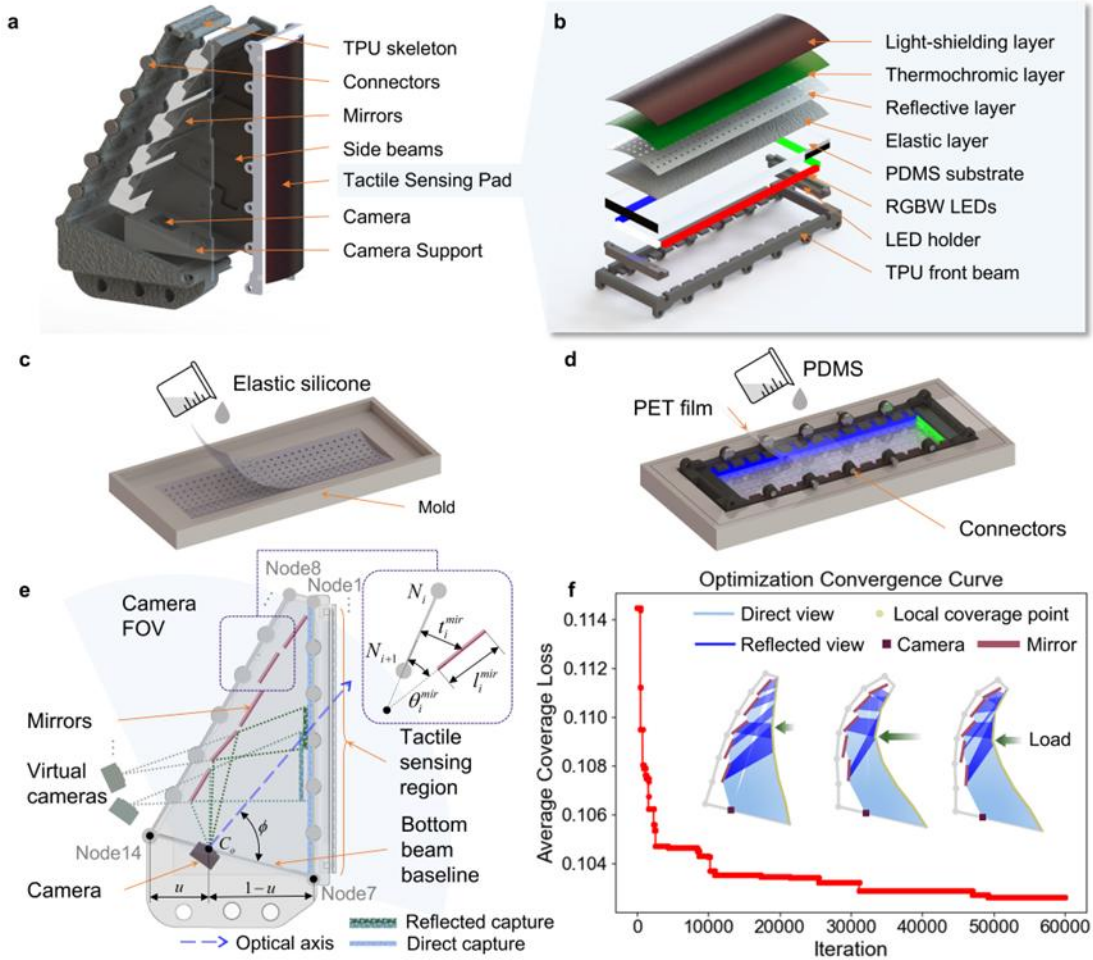 a
TPU skeleton
Connectors
Mirrors
Side beams
Tactile Sensing Pad
Camera
Camera Support
b
Light-shielding layer
Thermochromic layer
Reflective layer
Elastic layer
PDMS substrate
RGBW LEDs
LED holder
TPU front beam
c
Elastic silicone
Mold
d
PDMS
PET film
Connectors
e
Camera
FOV
Node8
Node1
N_i
N_{i+1}
t_i^{mir}
l_i^{mir}
θ_i^{mir}
Mirrors
Virtual
cameras
Tactile
sensing
region
ϕ
C_o
Node14
Bottom
beam
baseline
Camera
u
1−u
Node7
Reflected capture
Optical axis
Direct capture
f
Optimization Convergence Curve
Direct view
Local coverage point
Reflected view
Camera
Mirror
Load
Average Coverage Loss
0.114
0.112
0.110
0.108
0.106
0.104
0 10000 20000 30000 40000 50000 60000
Iteration